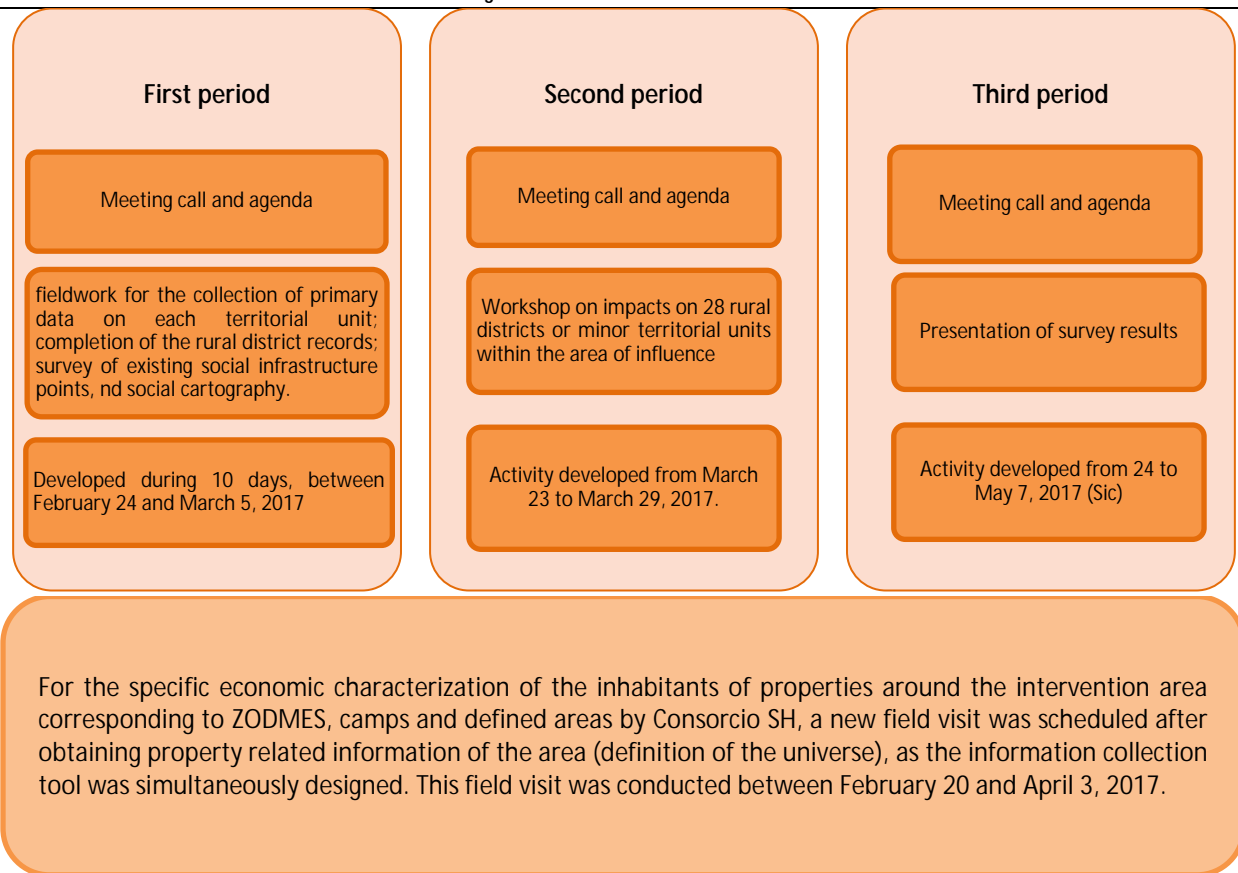 First period
Meeting call and agenda
fieldwork for the collection of primary
data on each territorial unit;
completion of the rural district records;
survey of existing social infrastructure
points, nd social cartography.
Developed during 10 days, between
February 24 and March 5, 2017
Second period
Meeting call and agenda
Workshop on impacts on 28 rural
districts or minor territorial units
within the area of influence
Activity developed from March
23 to March 29, 2017.
Third period
Meeting call and agenda
Presentation of survey results
Activity developed from 24 to
May 7, 2017 (Sic)
For the specific economic characterization of the inhabitants of properties around the intervention area
corresponding to ZODMES, camps and defined areas by Consorcio SH, a new field visit was scheduled after
obtaining property related information of the area (definition of the universe), as the information collection
tool was simultaneously designed. This field visit was conducted between February 20 and April 3, 2017.